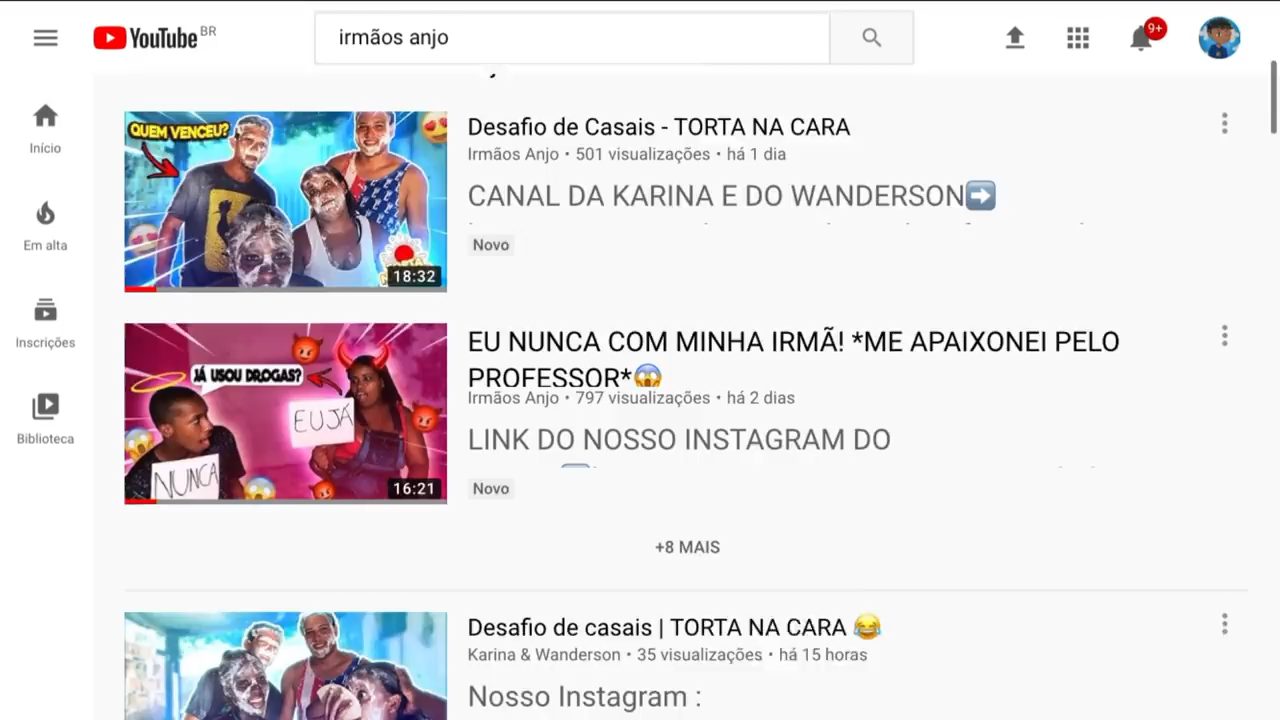 YouTube BR
irmãos anjo
9+
Início
Em alta
Inscrições
Biblioteca
QUEM VENCEU?
18:32
Desafio de Casais - TORTA NA CARA
Irmãos Anjo • 501 visualizações • há 1 dia
CANAL DA KARINA E DO WANDERSON➡️
Novo
JÁ USOU DROGAS?
EU JÁ
NUNCA
16:21
EU NUNCA COM MINHA IRMÃ! *ME APAIXONEI PELO
PROFESSOR*😱
Irmãos Anjo • 797 visualizações • há 2 dias
LINK DO NOSSO INSTAGRAM DO
Novo
+8 MAIS
Desafio de casais | TORTA NA CARA 😂
Karina & Wanderson • 35 visualizações • há 15 horas
Nosso Instagram :